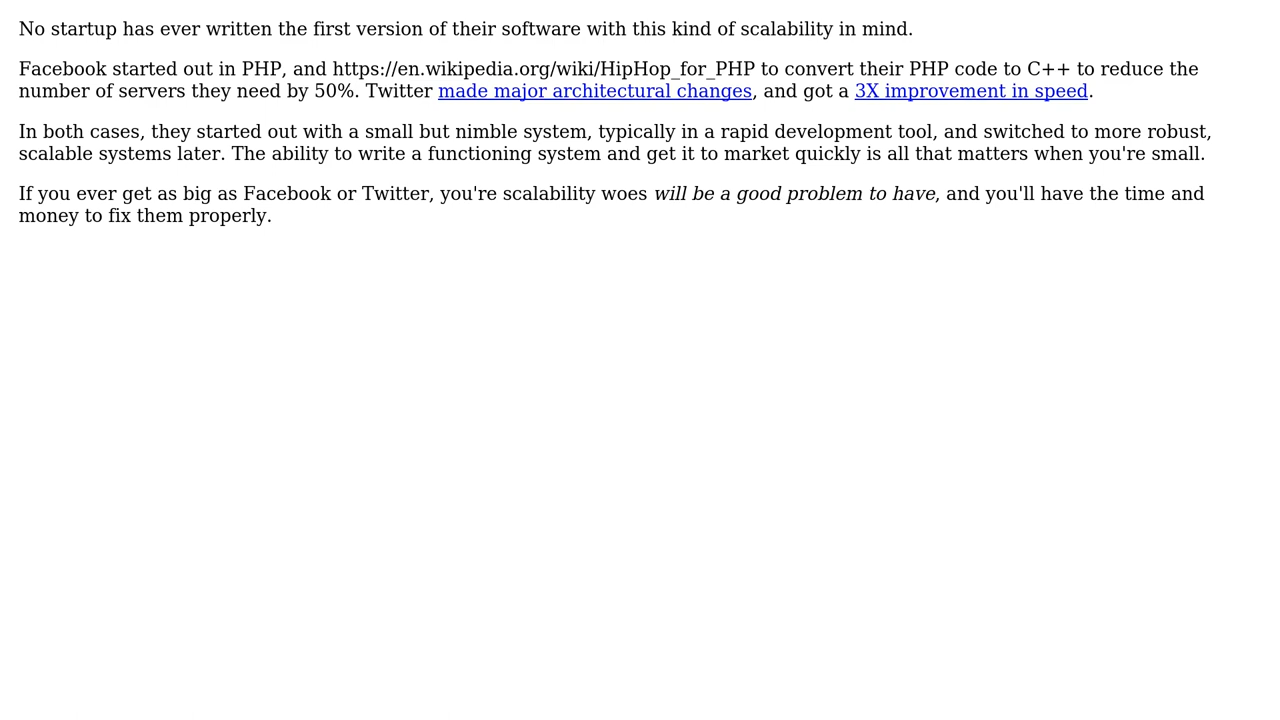 No startup has ever written the first version of their software with this kind of scalability in mind.
Facebook started out in PHP, and https://en.wikipedia.org/wiki/HipHop_for_PHP to convert their PHP code to C++ to reduce the
number of servers they need by 50%. Twitter made major architectural changes, and got a 3X improvement in speed.
In both cases, they started out with a small but nimble system, typically in a rapid development tool, and switched to more robust,
scalable systems later. The ability to write a functioning system and get it to market quickly is all that matters when you're small.
If you ever get as big as Facebook or Twitter, you're scalability woes will be a good problem to have, and you'll have the time and
money to fix them properly.